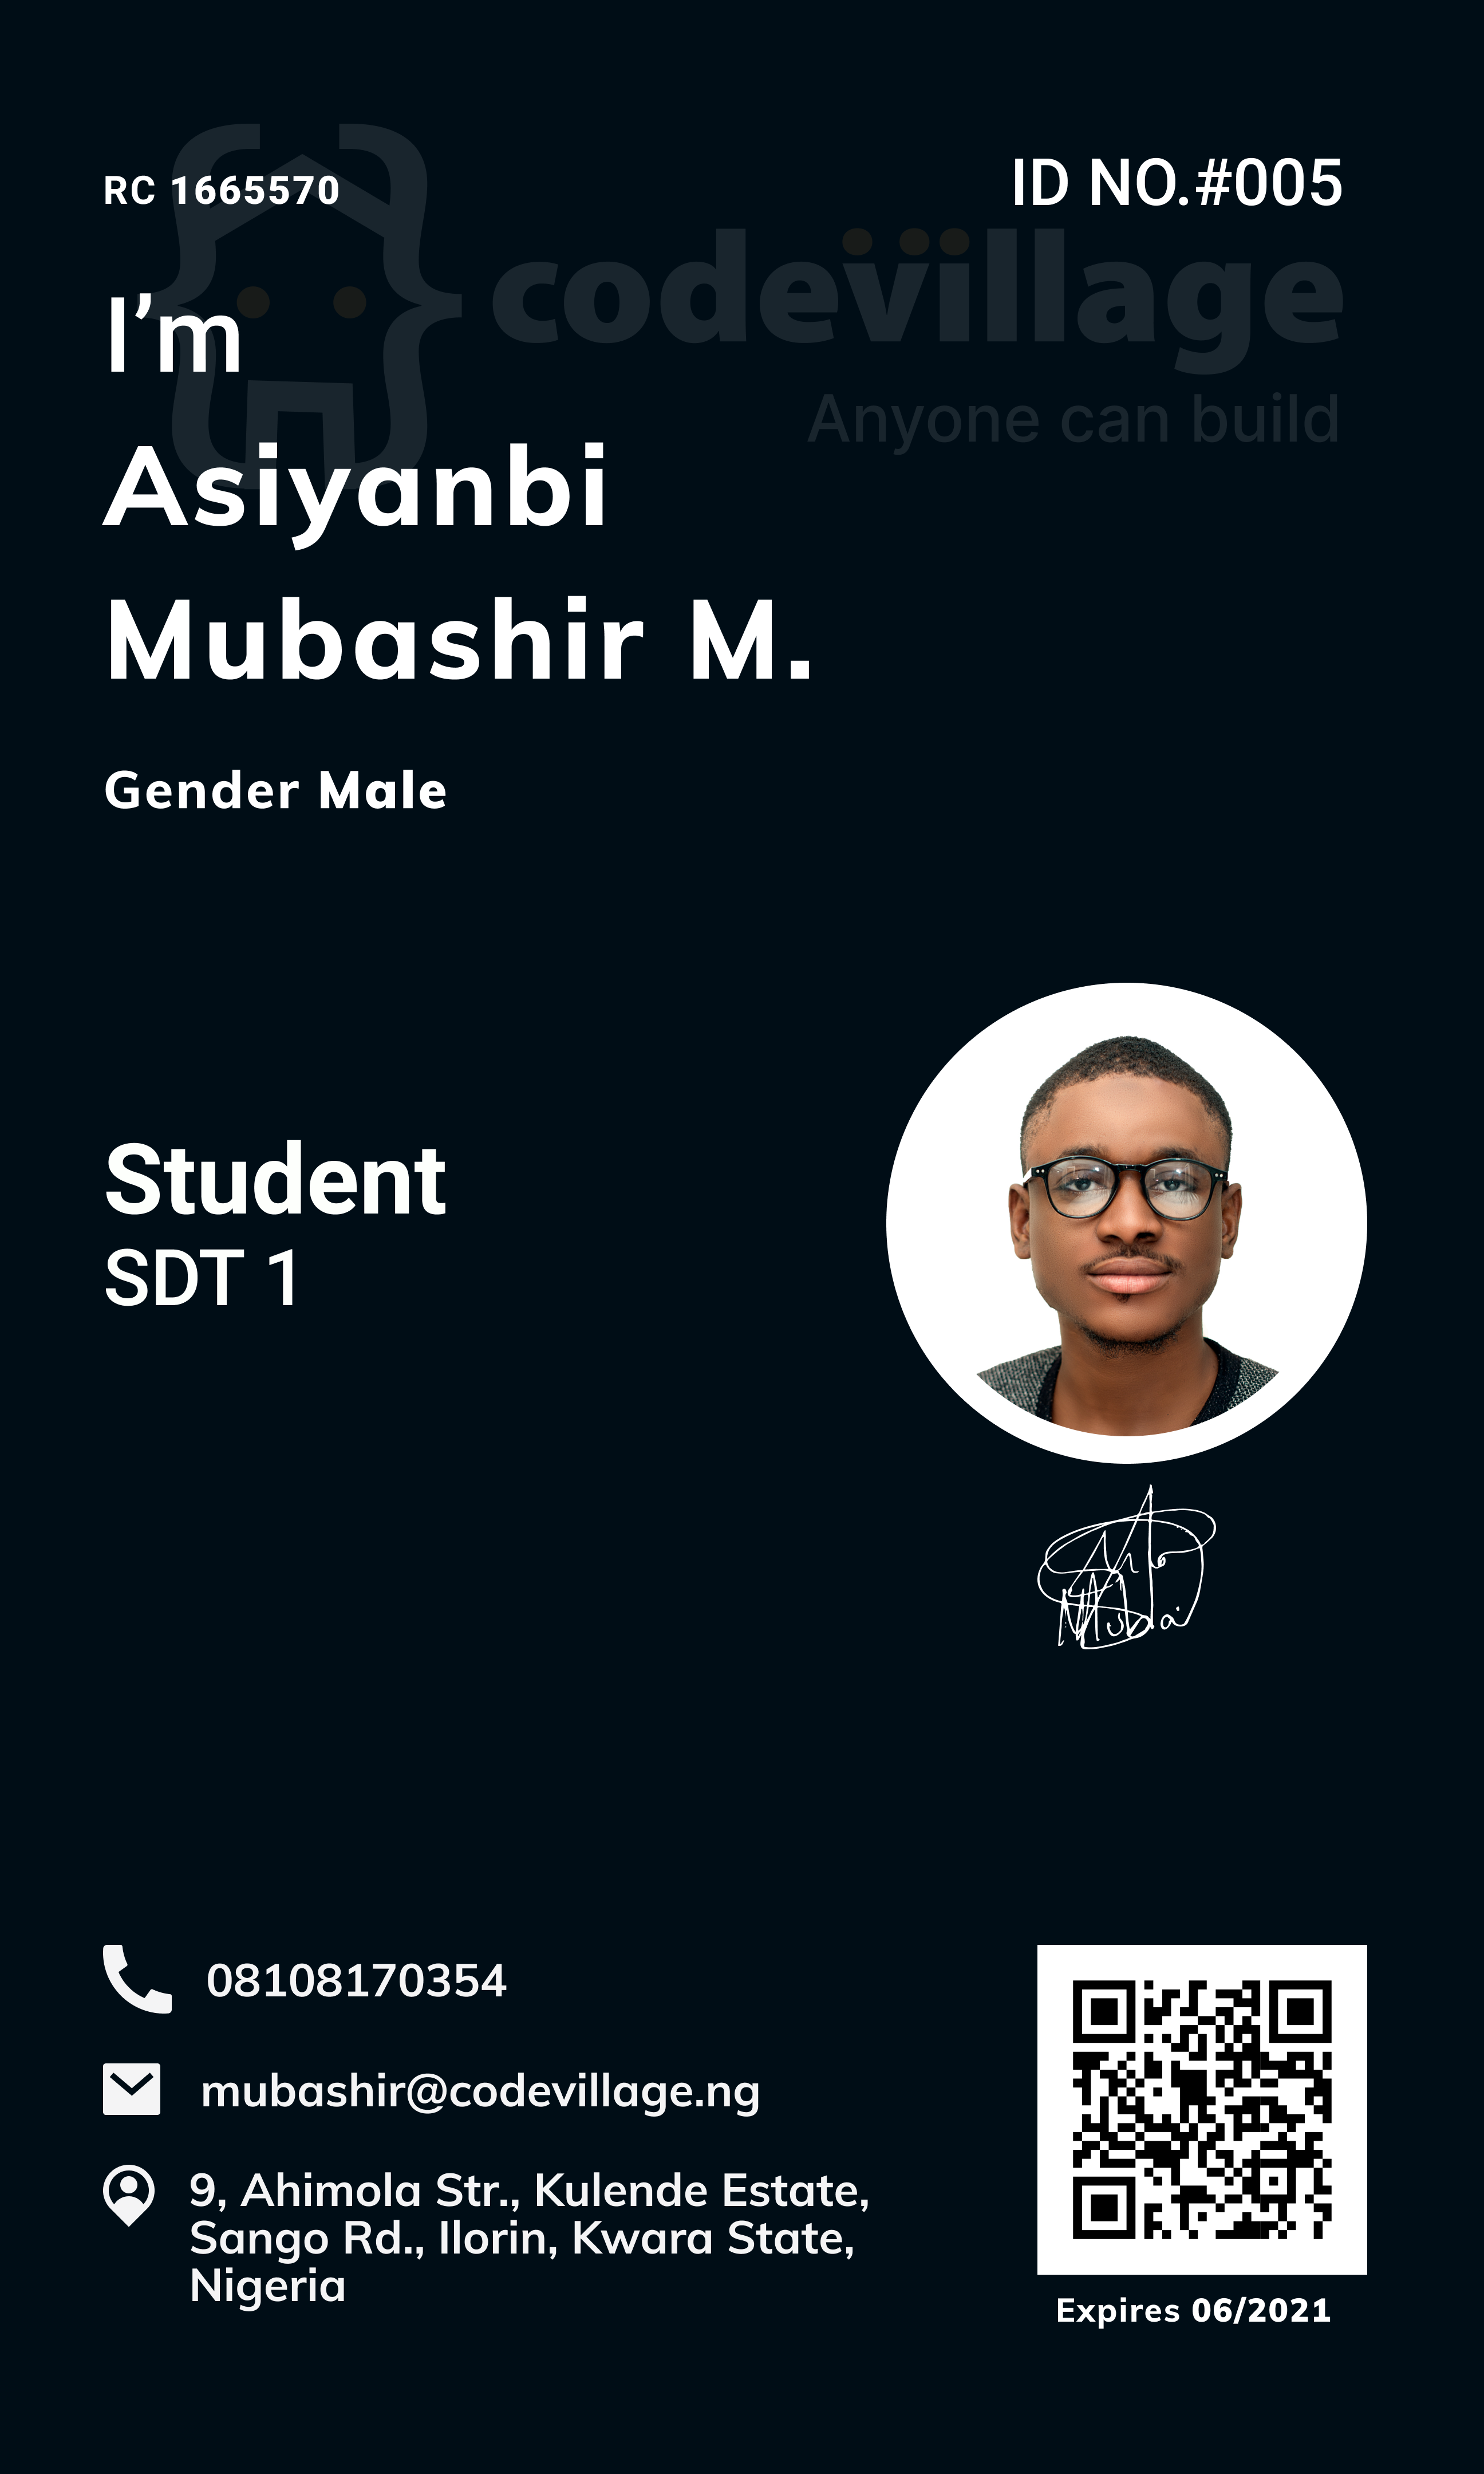 RC 1665570
ID NO.#005
codevillage
Anyone can build
I'm
Asiyanbi
Mubashir M.
Gender Male
Student
SDT 1
08108170354
mubashir@codevillage.ng
9, Ahimola Str., Kulende Estate,
Sango Rd., Ilorin, Kwara State,
Nigeria
Expires 06/2021